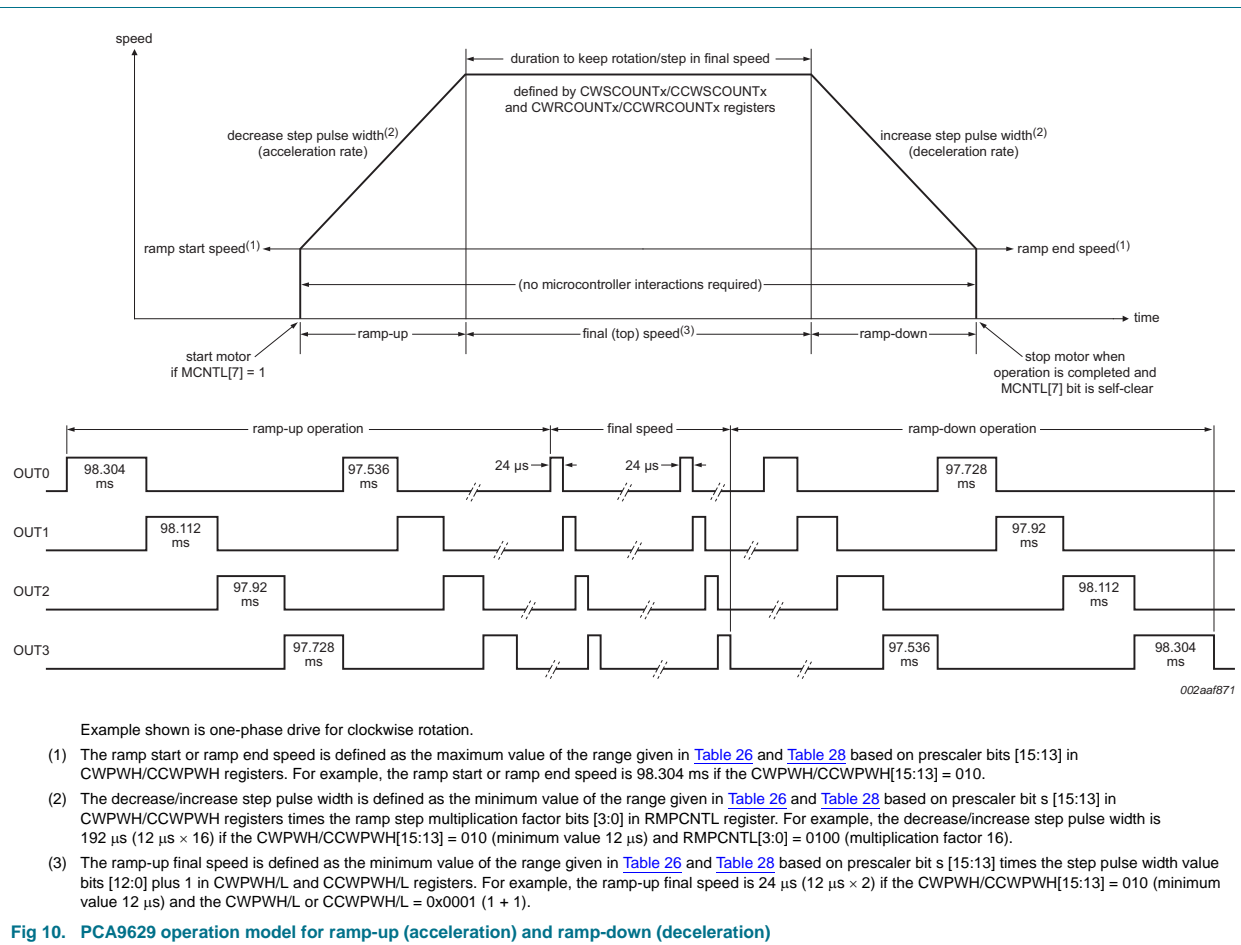 speed
duration to keep rotation/step in final speed
defined by CWSCOUNTx/CCWSCOUNTx
and CWRCOUNTx/CCWRCOUNTx registers
decrease step pulse width(2)
(acceleration rate)
increase step pulse width(2)
(deceleration rate)
ramp start speed(1)
ramp end speed(1)
(no microcontroller interactions required)
time
ramp-up
final (top) speed(3)
ramp-down
start motor
if MCNTL[7] = 1
stop motor when
operation is completed and
MCNTL[7] bit is self-clear
ramp-up operation
final speed
ramp-down operation
OUT0
98.304
ms
97.536
ms
24 μs
24 μs
97.728
ms
OUT1
98.112
ms
97.92
ms
OUT2
97.92
ms
98.112
ms
OUT3
97.728
ms
97.536
ms
98.304
ms
002aaf871
Example shown is one-phase drive for clockwise rotation.
(1) The ramp start or ramp end speed is defined as the maximum value of the range given in Table 26 and Table 28 based on prescaler bits [15:13] in
CWPWH/CCWPWH registers. For example, the ramp start or ramp end speed is 98.304 ms if the CWPWH/CCWPWH[15:13] = 010.
(2) The decrease/increase step pulse width is defined as the minimum value of the range given in Table 26 and Table 28 based on prescaler bit s [15:13] in
CWPWH/CCWPWH registers times the ramp step multiplication factor bits [3:0] in RMPCNTL register. For example, the decrease/increase step pulse width is
192 μs (12 μs × 16) if the CWPWH/CCWPWH[15:13] = 010 (minimum value 12 μs) and RMPCNTL[3:0] = 0100 (multiplication factor 16).
(3) The ramp-up final speed is defined as the minimum value of the range given in Table 26 and Table 28 based on prescaler bit s [15:13] times the step pulse width value
bits [12:0] plus 1 in CWPWH/L and CCWPWH/L registers. For example, the ramp-up final speed is 24 μs (12 μs × 2) if the CWPWH/CCWPWH[15:13] = 010 (minimum
value 12 μs) and the CWPWH/L or CCWPWH/L = 0x0001 (1 + 1).
Fig 10. PCA9629 operation model for ramp-up (acceleration) and ramp-down (deceleration)